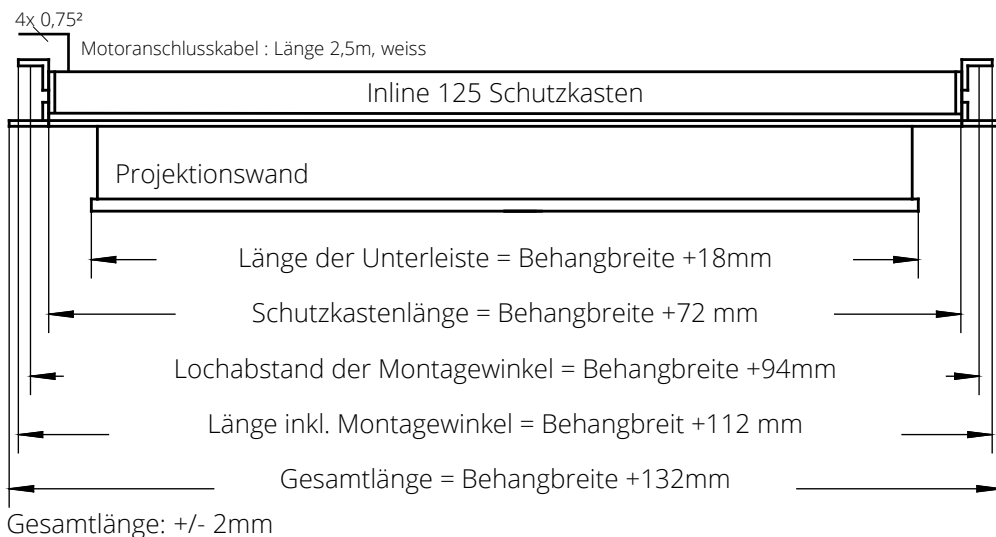 4x 0,75²
Motoranschlusskabel : Länge 2,5m, weiss
Inline 125 Schutzkasten
Projektionswand
Länge der Unterleiste = Behangbreite +18mm
Schutzkastenlänge = Behangbreite +72 mm
Lochabstand der Montagewinkel = Behangbreite +94mm
Länge inkl. Montagewinkel = Behangbreit +112 mm
Gesamtlänge = Behangbreite +132mm
Gesamtlänge: +/- 2mm